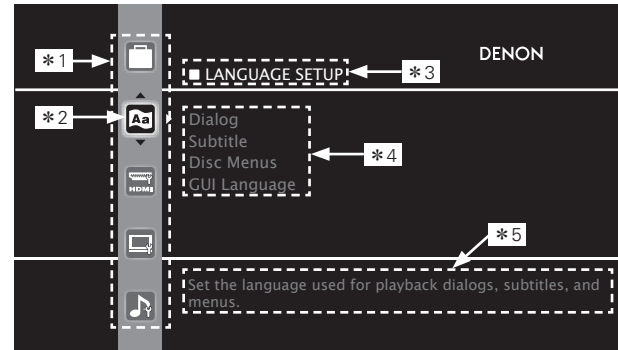 ✻1
DENON
■ LANGUAGE SETUP
✻3
✻2
Aa
Dialog
Subtitle
Disc Menus
GUI Language
✻4
HDMI
✻5
Set the language used for playback dialogs, subtitles, and
menus.